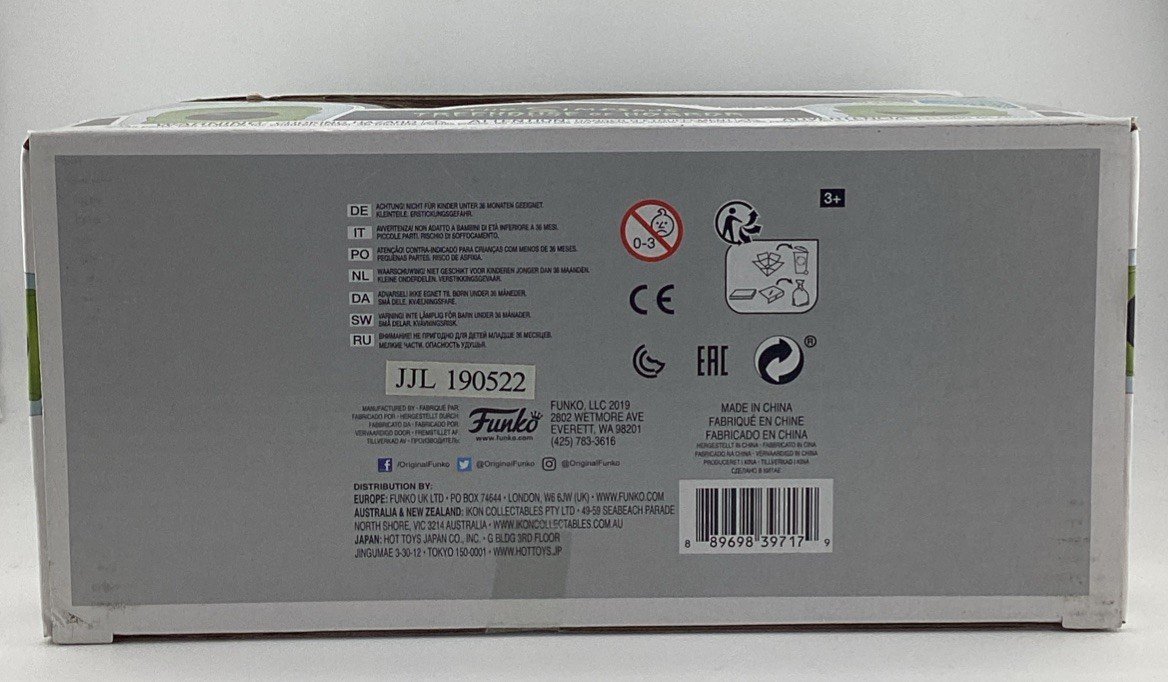 TREEHOUSE OF HORROR
3+
DE ACHTUNG! NICHT FÜR KINDER UNTER 36 MONATEN GEEIGNET.
KLEINTEILE. ERSTICKUNGSGEFAHR.
IT AVVERTENZA! NON ADATTO A BAMBINI DI ETÀ INFERIORE A 36 MESI.
PICCOLE PARTI. RISCHIO DI SOFFOCAMENTO.
PO ATENÇÃO! CONTRA-INDICADO PARA CRIANÇAS COM MENOS DE 36 MESES.
PEQUENAS PARTES. RISCO DE ASFIXIA.
NL WAARSCHUWING! NIET GESCHIKT VOOR KINDEREN JONGER DAN 36 MAANDEN.
KLEINE ONDERDELEN. VERSTIKKINGSGEVAAR.
DA ADVARSEL! IKKE EGNET TIL BØRN UNDER 36 MÅNEDER.
SMÅ DELE. KVÆLNINGSFARE.
SW VARNING! INTE LÄMPLIG FÖR BARN UNDER 36 MÅNADER.
SMÅ DELAR. KVÄVNINGSRISK.
RU ВНИМАНИЕ! НЕ ПРИГОДНО ДЛЯ ДЕТЕЙ МЛАДШЕ 36 МЕСЯЦЕВ.
МЕЛКИЕ ЧАСТИ. ОПАСНОСТЬ УДУШЬЯ.
0-3
CE
EAC
®
JJL 190522
MANUFACTURED BY • FABRIQUÉ PAR
FABRICADO POR • HERGESTELLT DURCH
FABBRICATO DA • FABRICADO POR
VERVAARDIGD DOOR • FREMSTILLET AF
TILLVERKAD AV • ПРОИЗВОДИТЕЛЬ:
Funko
www.funko.com
FUNKO, LLC 2019
2802 WETMORE AVE
EVERETT, WA 98201
(425) 783-3616
/OriginalFunko @OriginalFunko @OriginalFunko
MADE IN CHINA
FABRIQUÉ EN CHINE
FABRICADO EN CHINA
HERGESTELLT IN CHINA • FABBRICATO IN CINA
FABRICADO NA CHINA • VERVAARDIGD IN CHINA
PRODUCERET I KINA • TILLVERKAD I KINA
СДЕЛАНО В КИТАЕ
DISTRIBUTION BY:
EUROPE: FUNKO UK LTD • PO BOX 74644 • LONDON, W6 6JW (UK) • WWW.FUNKO.COM
AUSTRALIA & NEW ZEALAND: IKON COLLECTABLES PTY LTD • 49-59 SEABEACH PARADE
NORTH SHORE, VIC 3214 AUSTRALIA • WWW.IKONCOLLECTABLES.COM.AU
JAPAN: HOT TOYS JAPAN CO., INC. • G BLDG 3RD FLOOR
JINGUMAE 3-30-12 • TOKYO 150-0001 • WWW.HOTTOYS.JP
8 89698 39717 9